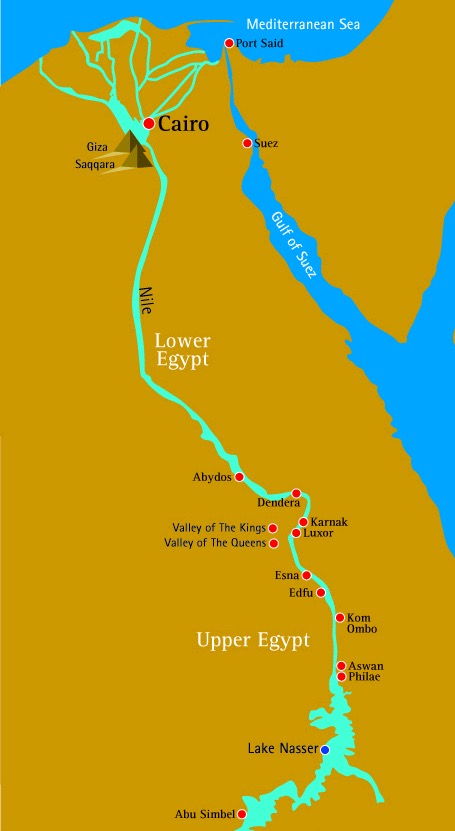 Mediterranean Sea
Port Said
Cairo
Suez
Giza
Saqqara
Gulf of Suez
Nile
Lower
Egypt
Abydos
Dendera
Karnak
Valley of The Kings
Luxor
Valley of The Queens
Esna
Edfu
Kom
Ombo
Upper Egypt
Aswan
Philae
Lake Nasser
Abu Simbel